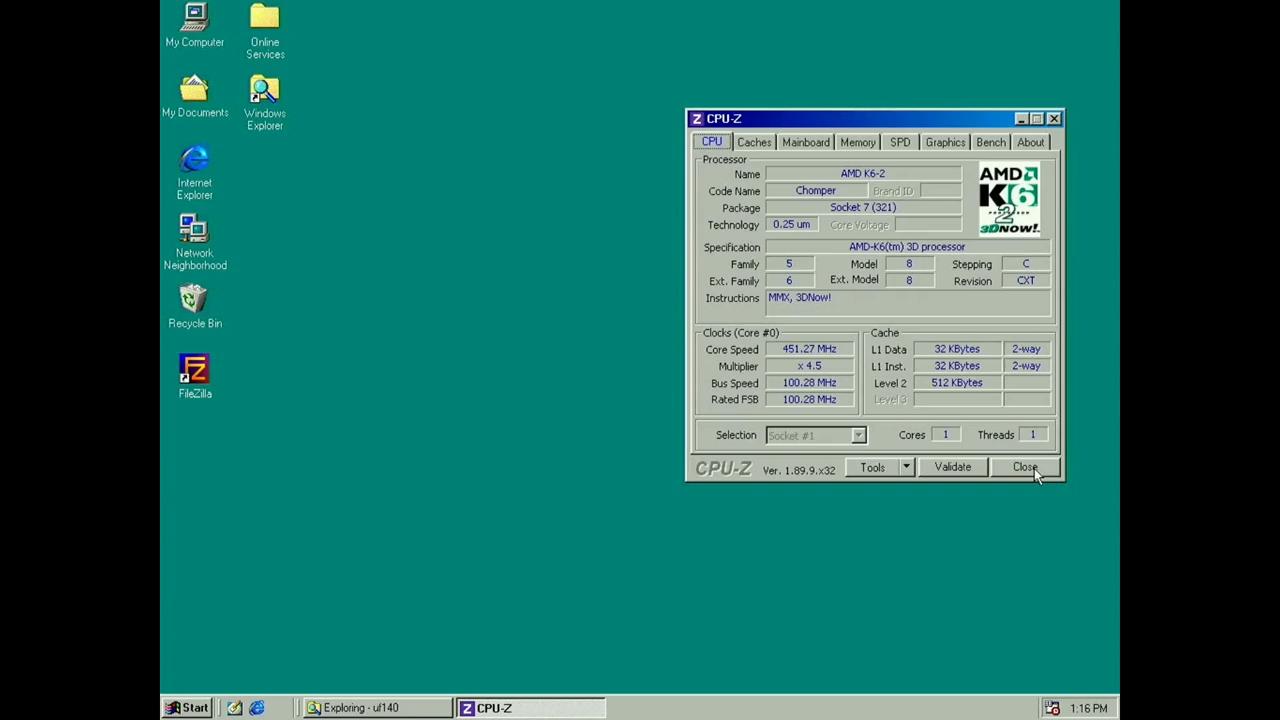 My Computer
Online
Services
My Documents
Windows
Explorer
Internet
Explorer
Network
Neighborhood
Recycle Bin
FileZilla
CPU-Z
CPU Caches Mainboard Memory SPD Graphics Bench About
Processor
Name AMD K6-2
Code Name Chomper Brand ID
Package Socket 7 (321)
Technology 0.25 um Core Voltage
AMD
K6
2
3DNOW!
Specification AMD-K6(tm) 3D processor
Family 5 Model 8 Stepping C
Ext. Family 6 Ext. Model 8 Revision CXT
Instructions MMX, 3DNow!
Clocks (Core #0)
Core Speed 451.27 MHz
Multiplier x 4.5
Bus Speed 100.28 MHz
Rated FSB 100.28 MHz
Cache
L1 Data 32 KBytes 2-way
L1 Inst. 32 KBytes 2-way
Level 2 512 KBytes
Level 3
Selection Socket #1 Cores 1 Threads 1
CPU-Z Ver. 1.89.9.x32 Tools Validate Close
Start Exploring - uf140 CPU-Z 1:16 PM